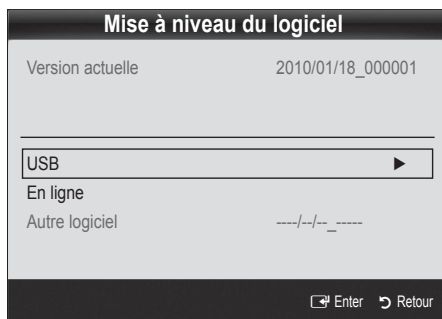 Mise à niveau du logiciel
Version actuelle 2010/01/18_000001
USB ▶
En ligne
Autre logiciel ----/--/--_-----
Enter Retour